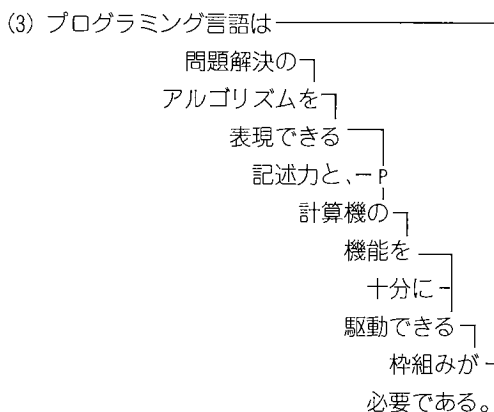 (3) プログラミング言語は
問題解決の
アルゴリズムを
表現できる
記述力と、 P
計算機の
機能を
十分に
駆動できる
枠組みが
必要である。